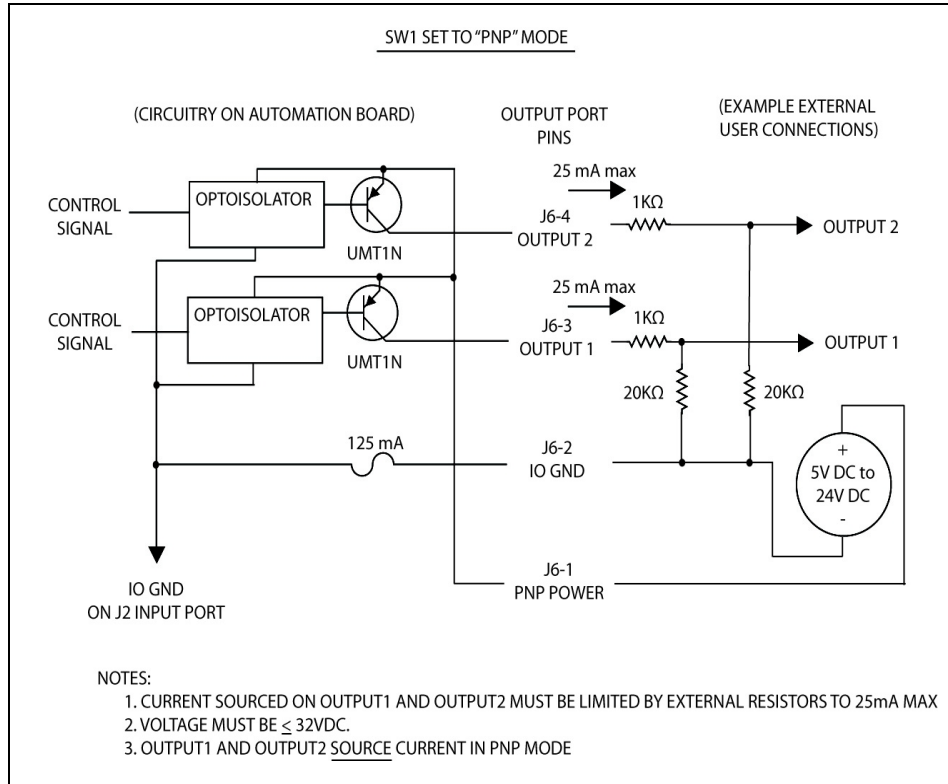 SW1 SET TO “PNP” MODE
(CIRCUITRY ON AUTOMATION BOARD)
OUTPUT PORT
PINS
(EXAMPLE EXTERNAL
USER CONNECTIONS)
CONTROL
SIGNAL
OPTOISOLATOR
UMT1N
25 mA max
J6-4
OUTPUT 2
1KΩ
OUTPUT 2
CONTROL
SIGNAL
OPTOISOLATOR
UMT1N
25 mA max
J6-3
OUTPUT 1
1KΩ
OUTPUT 1
20KΩ
20KΩ
125 mA
J6-2
IO GND
+
5V DC to
24V DC
-
J6-1
PNP POWER
IO GND
ON J2 INPUT PORT
NOTES:
1. CURRENT SOURCED ON OUTPUT1 AND OUTPUT2 MUST BE LIMITED BY EXTERNAL RESISTORS TO 25mA MAX
2. VOLTAGE MUST BE ≤ 32VDC.
3. OUTPUT1 AND OUTPUT2 SOURCE CURRENT IN PNP MODE